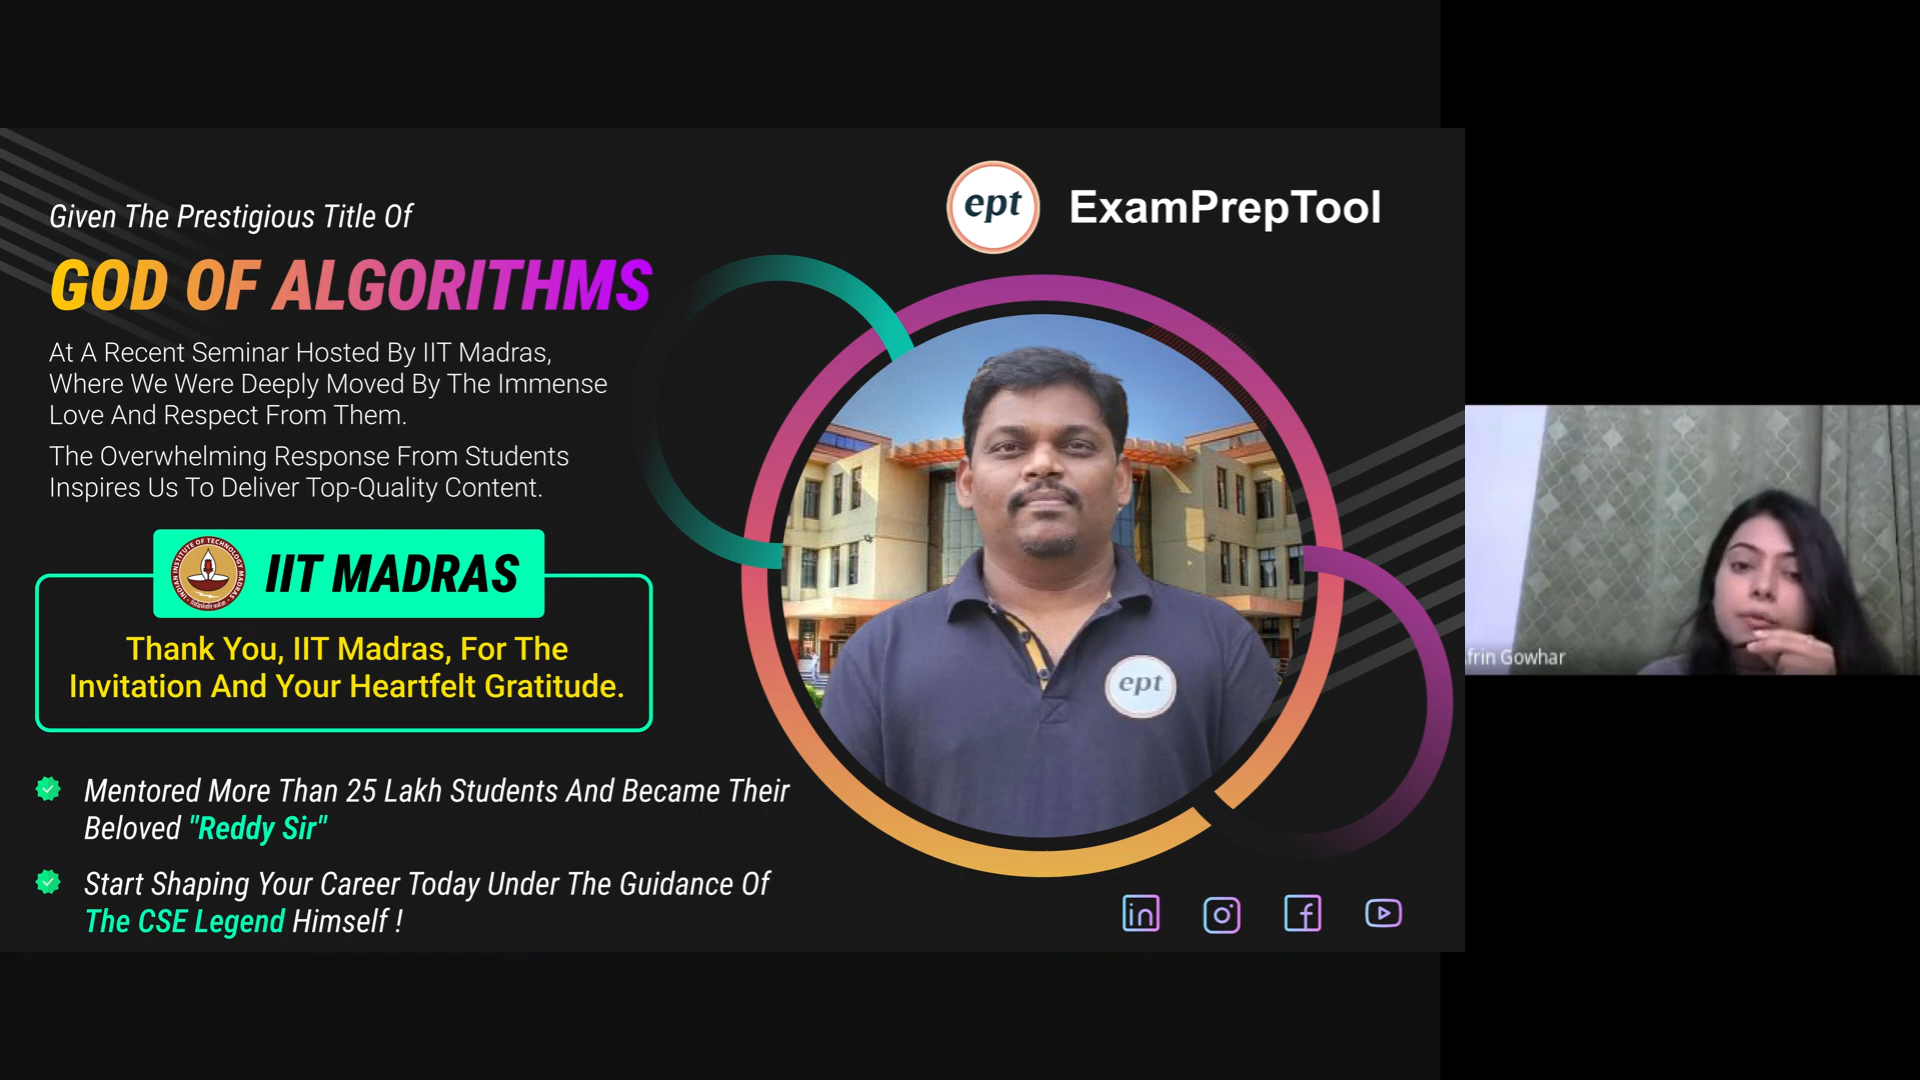 Given The Prestigious Title Of
GOD OF ALGORITHMS
At A Recent Seminar Hosted By IIT Madras,
Where We Were Deeply Moved By The Immense
Love And Respect From Them.
The Overwhelming Response From Students
Inspires Us To Deliver Top-Quality Content.
IIT MADRAS
Thank You, IIT Madras, For The
Invitation And Your Heartfelt Gratitude.
Mentored More Than 25 Lakh Students And Became Their
Beloved "Reddy Sir"
Start Shaping Your Career Today Under The Guidance Of
The CSE Legend Himself !
ept ExamPrepTool
ept
in
frin Gowhar